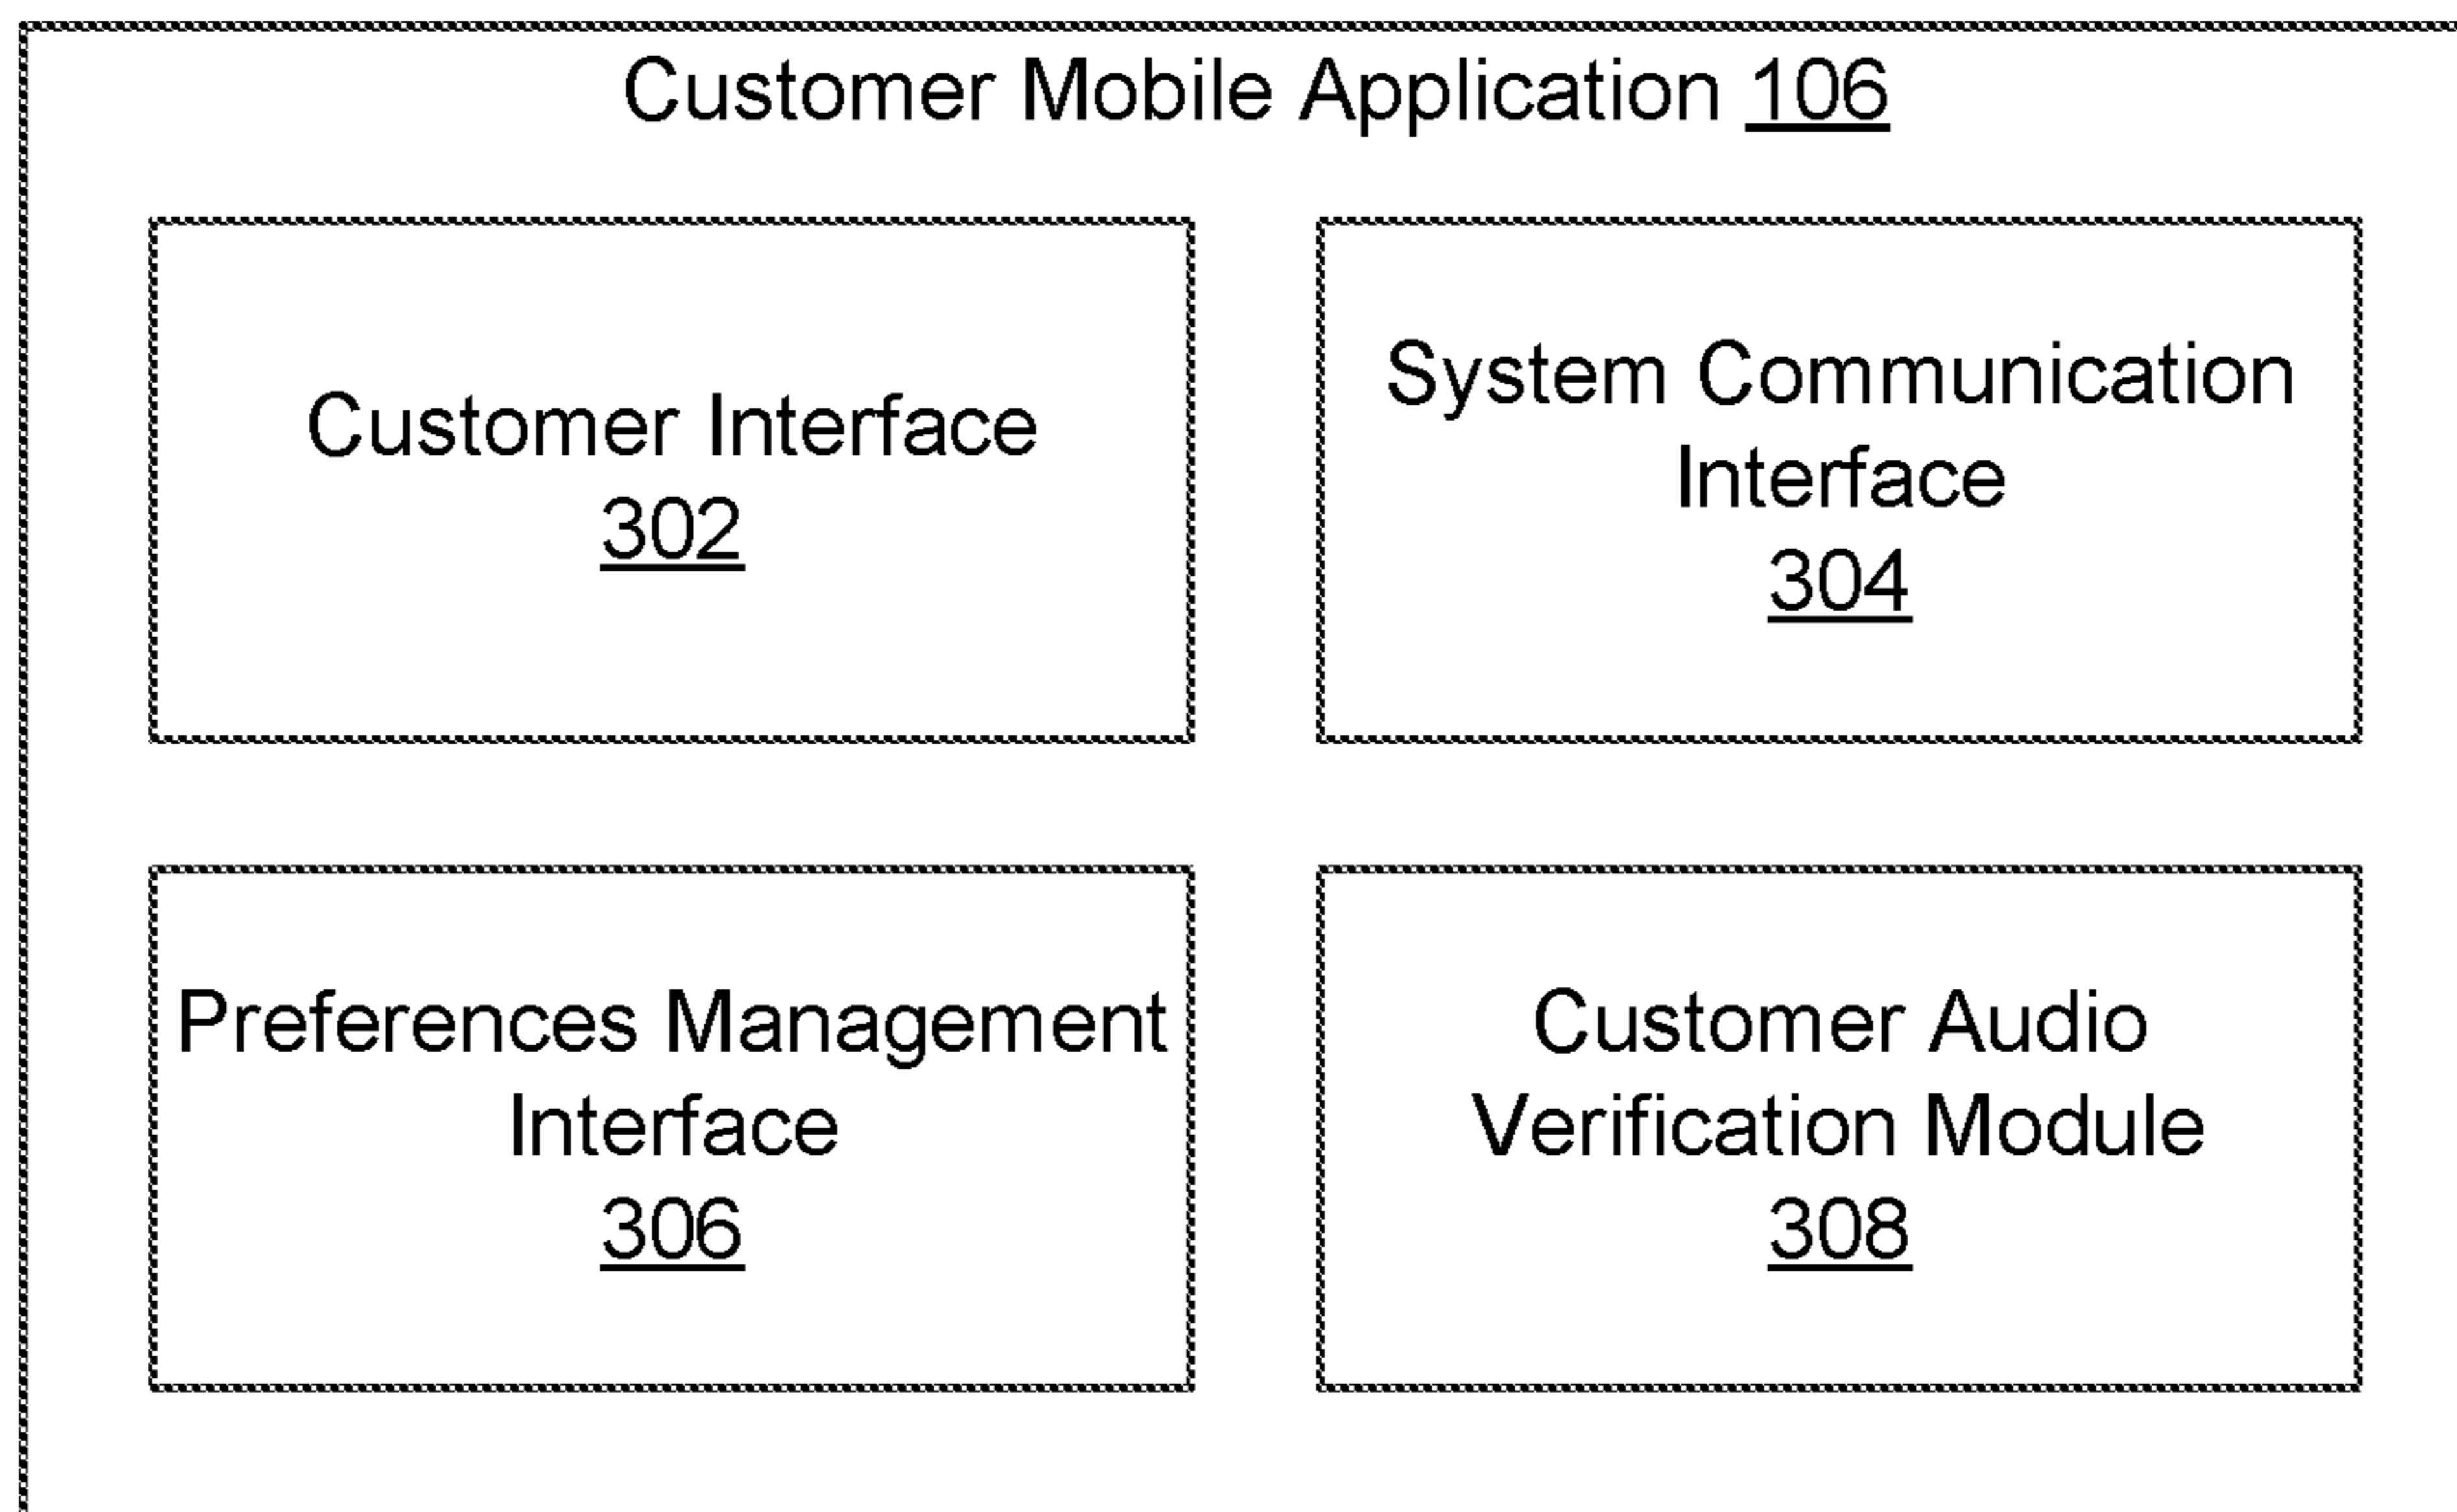 Customer Mobile Application 106
Customer Interface
302
System Communication
Interface
304
Preferences Management
Interface
306
Customer Audio
Verification Module
308